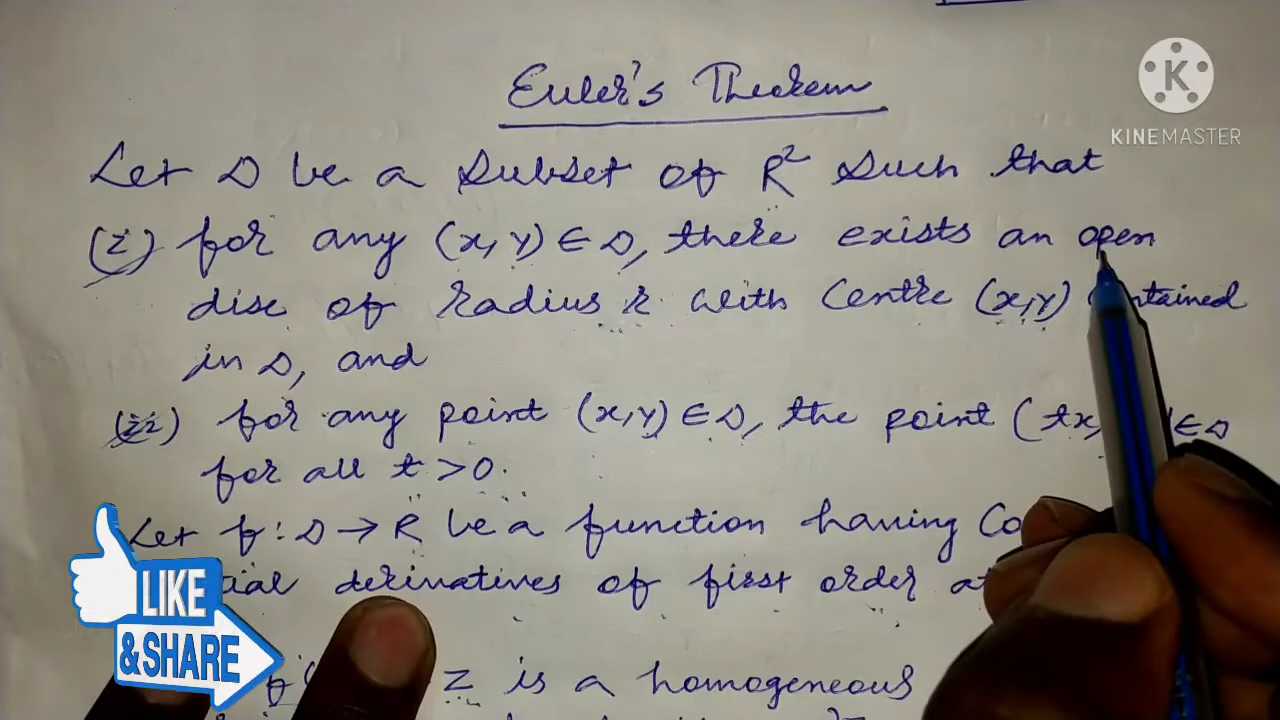 KINEMASTER
Euler's Theorem
Let D be a subset of R² such that
(i) for any (x, y) ∈ D, there exists an open
disc of radius r with centre (x, y)
in D, and
(ii) for any point (x, y) ∈ D, the point (tx, ∈ D
for all t > 0.
Let f : D → R be a function having
derivatives of first order at
z is a homogeneous
LIKE
& SHARE